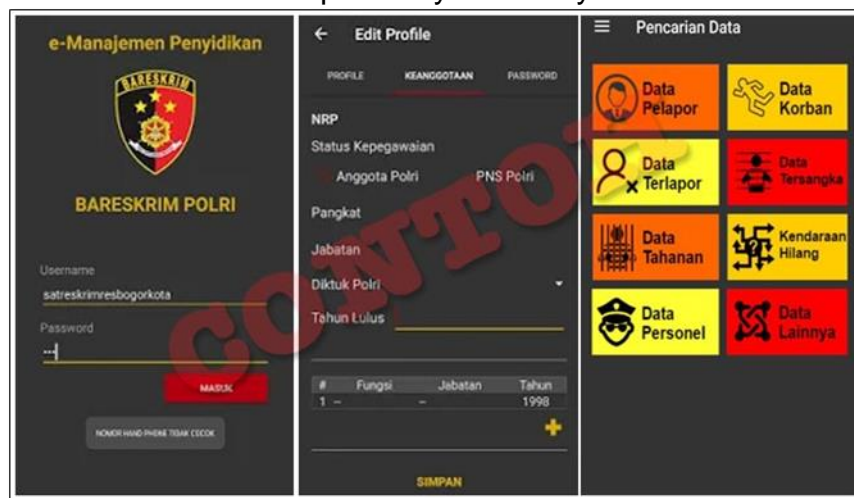 e-Manajemen Penyidikan
BARESKRIM
BARESKRIM POLRI
Username
satreskrimresbogorkota
Password
MASUK
NOMOR HAND PHONE TIDAK COCOK
Edit Profile
PROFILE KEANGGOTAAN PASSWORD
NRP
Status Kepegawaian
Anggota Polri PNS Polri
Pangkat
Jabatan
Diktuk Polri
Tahun Lulus
# Fungsi Jabatan Tahun
1 – – 1998
SIMPAN
Pencarian Data
Data Pelapor
Data Korban
Data Terlapor
Data Tersangka
Data Tahanan
Kendaraan Hilang
Data Personel
Data Lainnya
CONTOH